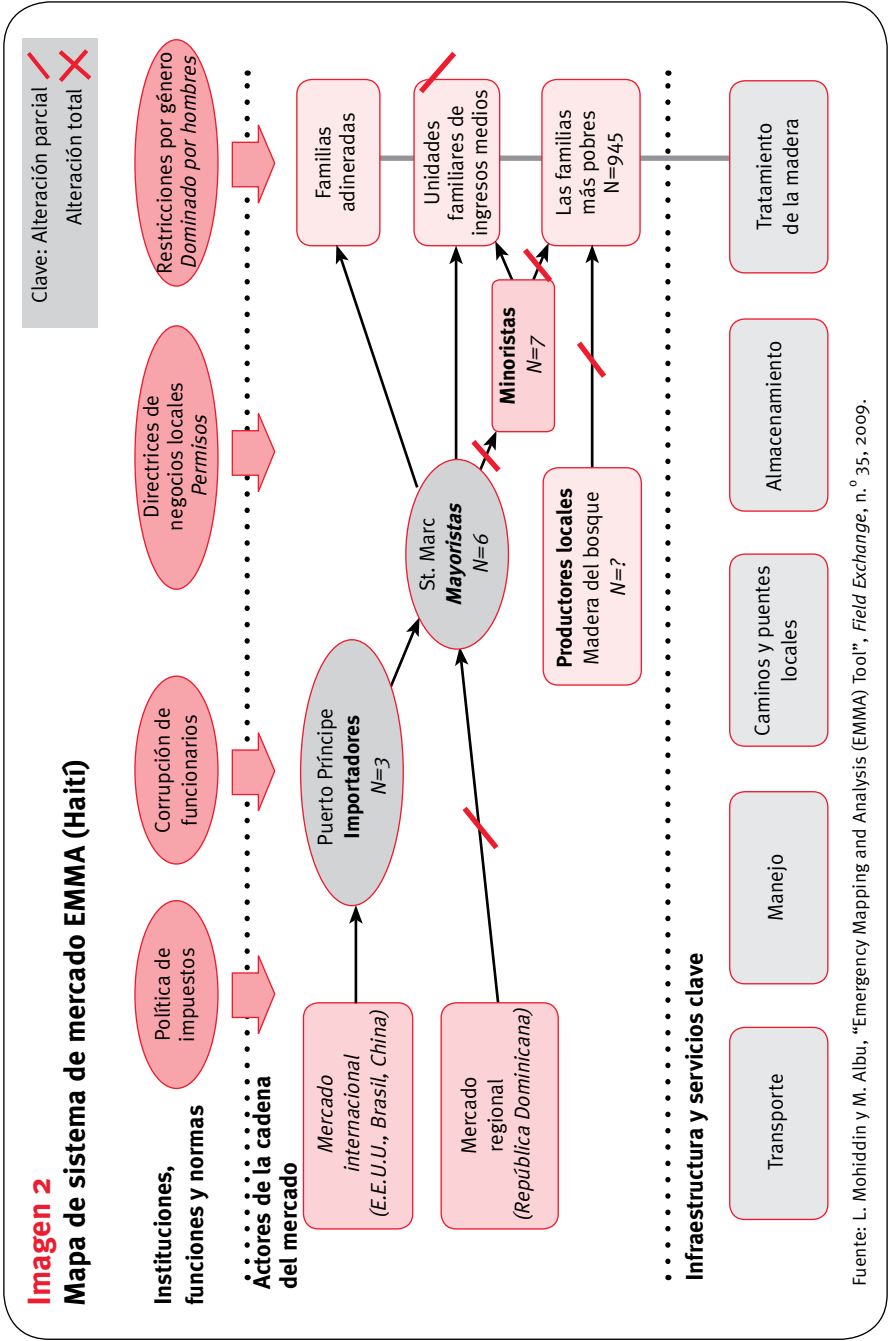 Imagen 2
Mapa de sistema de mercado EMMA (Haití)
Clave: Alteración parcial
Alteración total
Instituciones,
funciones y normas
Política de
impuestos
Corrupción de
funcionarios
Directrices de
negocios locales
Permisos
Restricciones por género
Dominado por hombres
Actores de la cadena
del mercado
Mercado
internacional
(E.E.U.U., Brasil, China)
Puerto Príncipe
Importadores
N=3
Familias
adineradas
Mercado
regional
(República Dominicana)
St. Marc
Mayoristas
N=6
Unidades
familiares de
ingresos medios
Minoristas
N=7
Productores locales
Madera del bosque
N=?
Las familias
más pobres
N=945
Infraestructura y servicios clave
Transporte
Manejo
Caminos y puentes
locales
Almacenamiento
Tratamiento
de la madera
Fuente: L. Mohiddin y M. Albu, “Emergency Mapping and Analysis (EMMA) Tool”, Field Exchange, n.º 35, 2009.